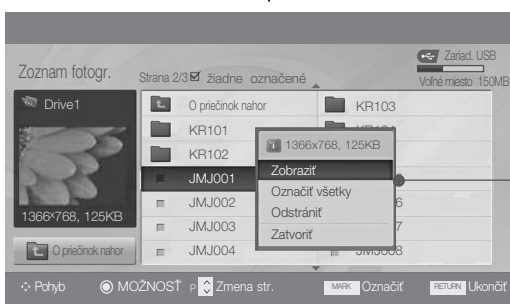 Zoznam fotogr.
Strana 2/3 žiadne označené
Zariad. USB
Voľné miesto 150MB
Drive1
1366x768, 125KB
O priečinok nahor
O priečinok nahor
KR101
KR102
JMJ001
JMJ002
JMJ003
JMJ004
KR103
JMJ008
1366x768, 125KB
Zobraziť
Označiť všetky
Odstrániť
Zatvoriť
Pohyb
MOŽNOSŤ
P Zmena str.
MARK Označiť
RETURN Ukončiť